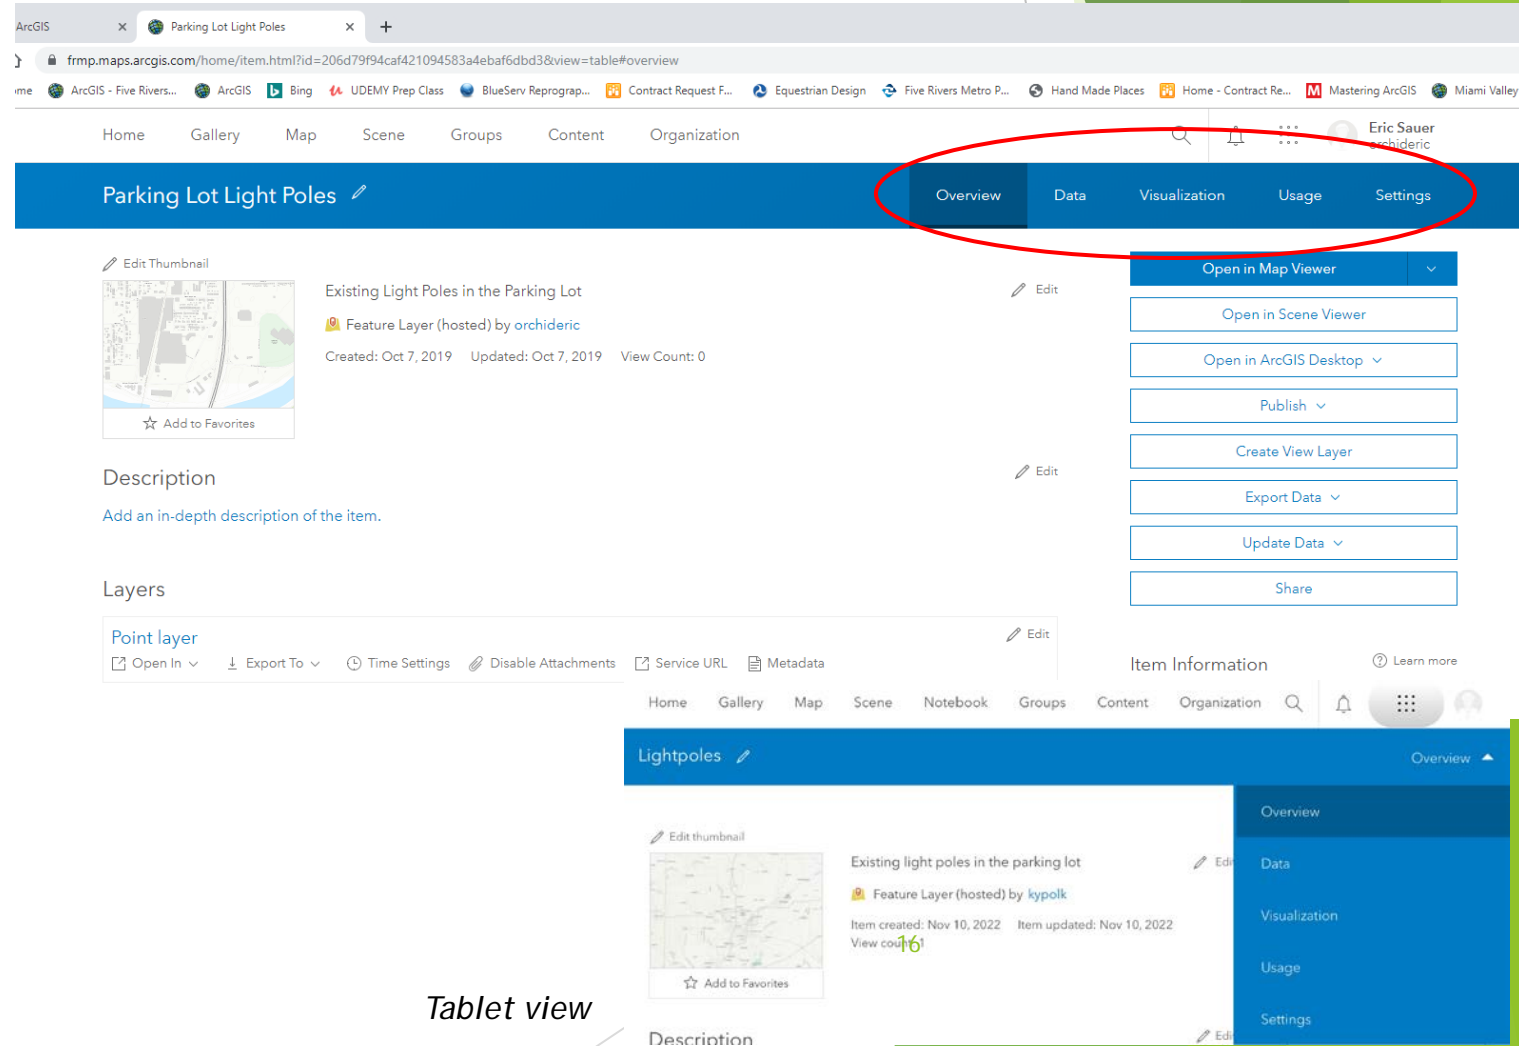 ArcGIS × Parking Lot Light Poles × +
frmp.maps.arcgis.com/home/item.html?id=206d79f94caf421094583a4ebaf6dbd3&view=table#overview
ome ArcGIS - Five Rivers... ArcGIS Bing UDEMY Prep Class BlueServ Reprograp... Contract Request F... Equestrian Design Five Rivers Metro P... Hand Made Places Home - Contract Re... Mastering ArcGIS Miami Valley
Home Gallery Map Scene Groups Content Organization Eric Sauer
orchideric
Parking Lot Light Poles Overview Data Visualization Usage Settings
Edit Thumbnail
Existing Light Poles in the Parking Lot Edit
Feature Layer (hosted) by orchideric
Created: Oct 7, 2019 Updated: Oct 7, 2019 View Count: 0
Add to Favorites
Open in Map Viewer
Open in Scene Viewer
Open in ArcGIS Desktop
Publish
Create View Layer
Export Data
Update Data
Share
Description Edit
Add an in-depth description of the item.
Layers
Point layer Edit
Open In Export To Time Settings Disable Attachments Service URL Metadata
Item Information Learn more
Home Gallery Map Scene Notebook Groups Content Organization
Lightpoles Overview
Overview
Data
Visualization
Usage
Settings
Edit thumbnail
Existing light poles in the parking lot Edi
Feature Layer (hosted) by kypolk
Item created: Nov 10, 2022 Item updated: Nov 10, 2022
View count: 1
16
Add to Favorites
Description Edi
Tablet view